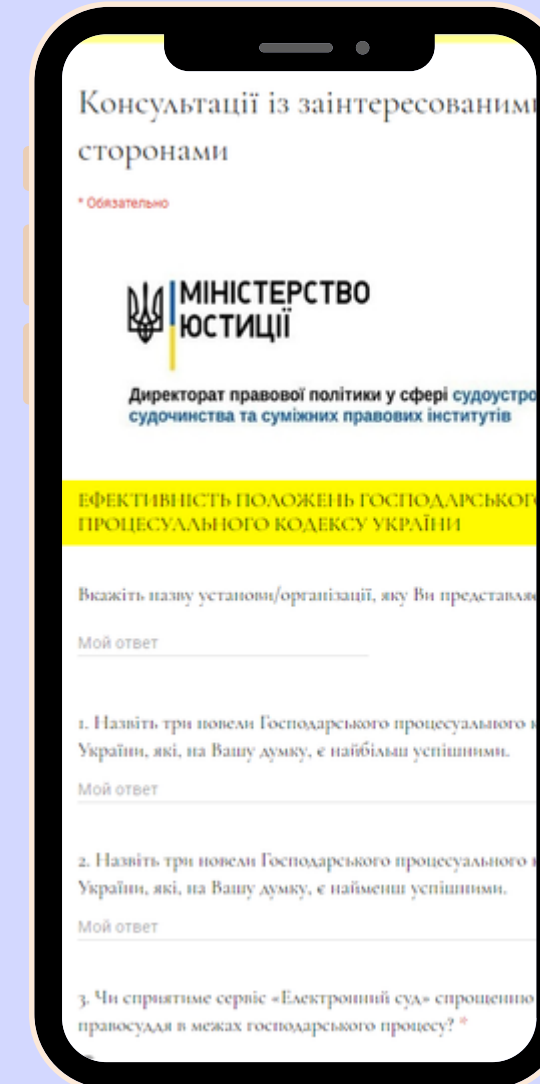 Консультації із заінтересованими
сторонами
* Обязательно
МІНІСТЕРСТВО
ЮСТИЦІЇ
Директорат правової політики у сфері судоустро
судочинства та суміжних правових інститутів
ЕФЕКТИВНІСТЬ ПОЛОЖЕНЬ ГОСПОДАРСЬКОГО
ПРОЦЕСУАЛЬНОГО КОДЕКСУ УКРАЇНИ
Вкажіть назву установи/організації, яку Ви представляє
Мой ответ
1. Назвіть три новели Господарського процесуального к
України, які, на Вашу думку, є найбільш успішними.
Мой ответ
2. Назвіть три новели Господарського процесуального к
України, які, на Вашу думку, є найменш успішними.
Мой ответ
3. Чи сприятиме сервіс «Електронний суд» спрощенню
правосуддя в межах господарського процесу? *